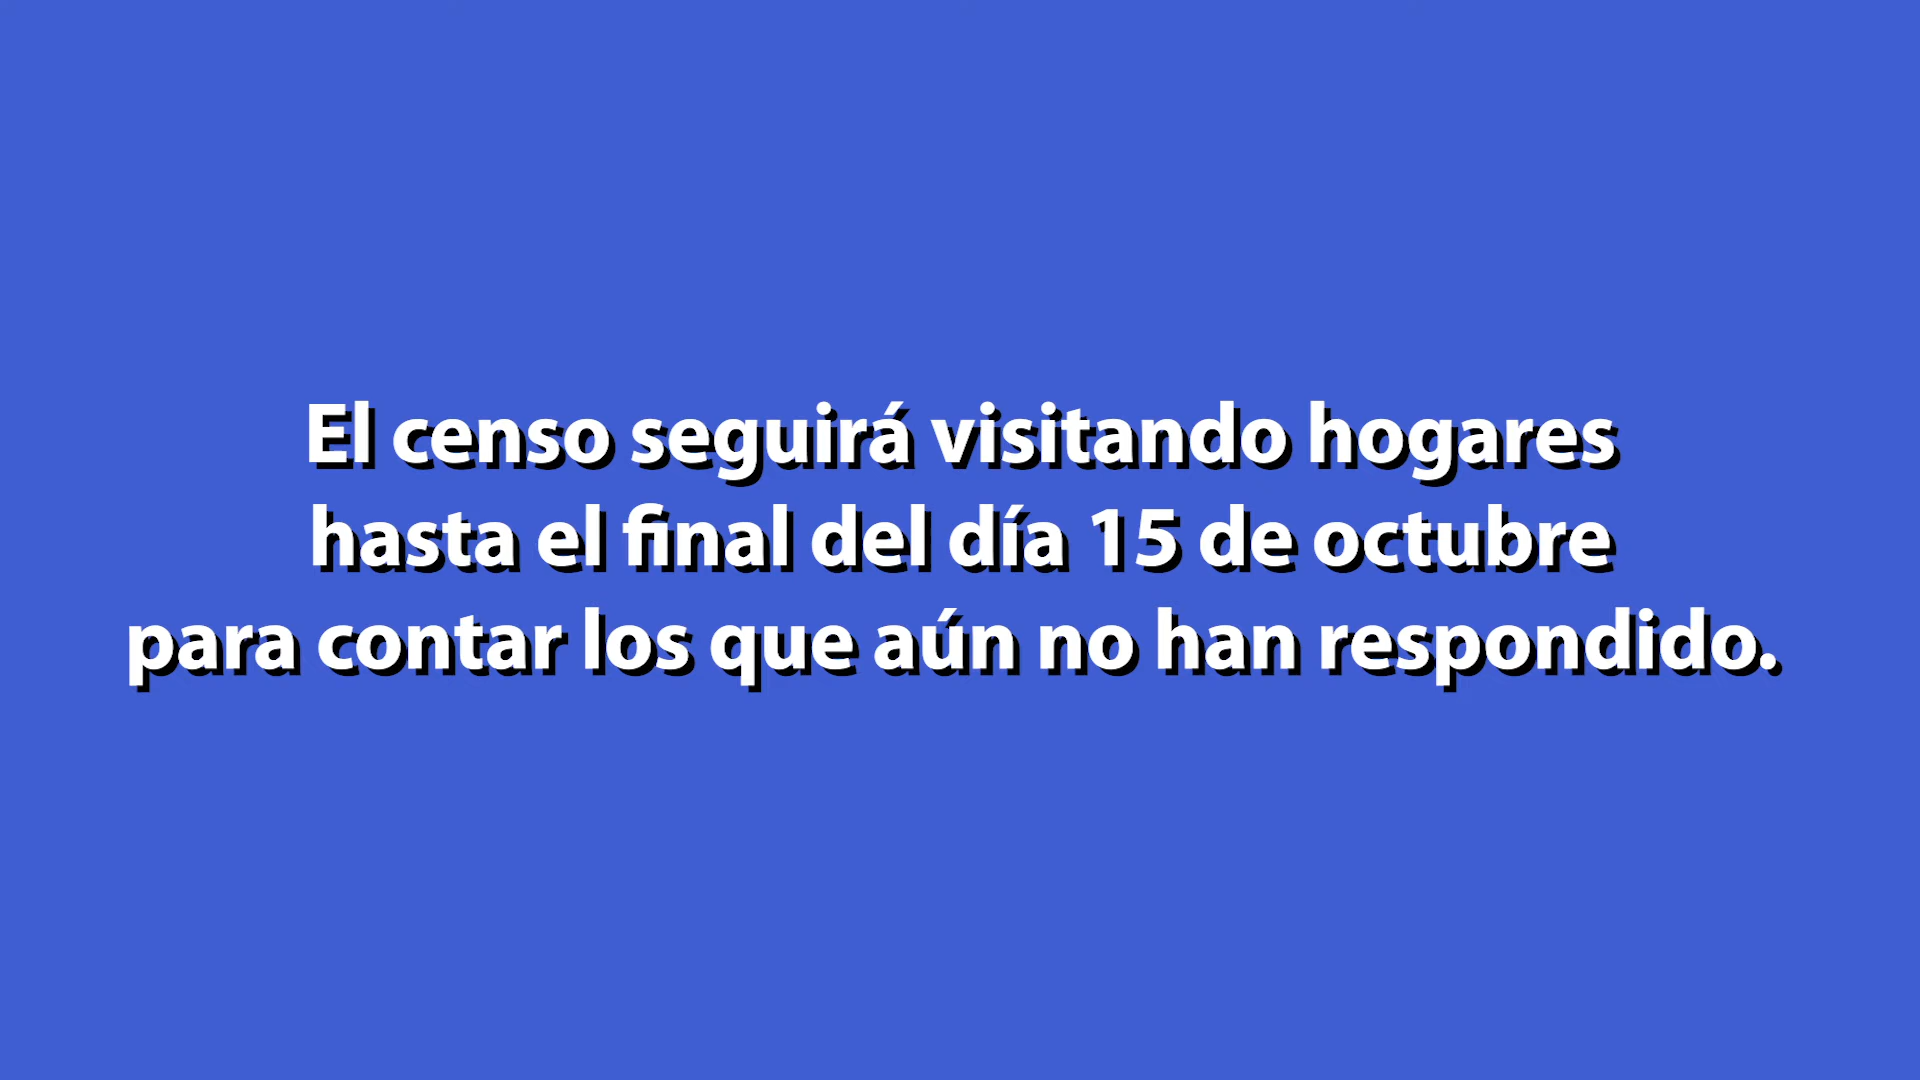 El censo seguirá visitando hogares
hasta el final del día 15 de octubre
para contar los que aún no han respondido.